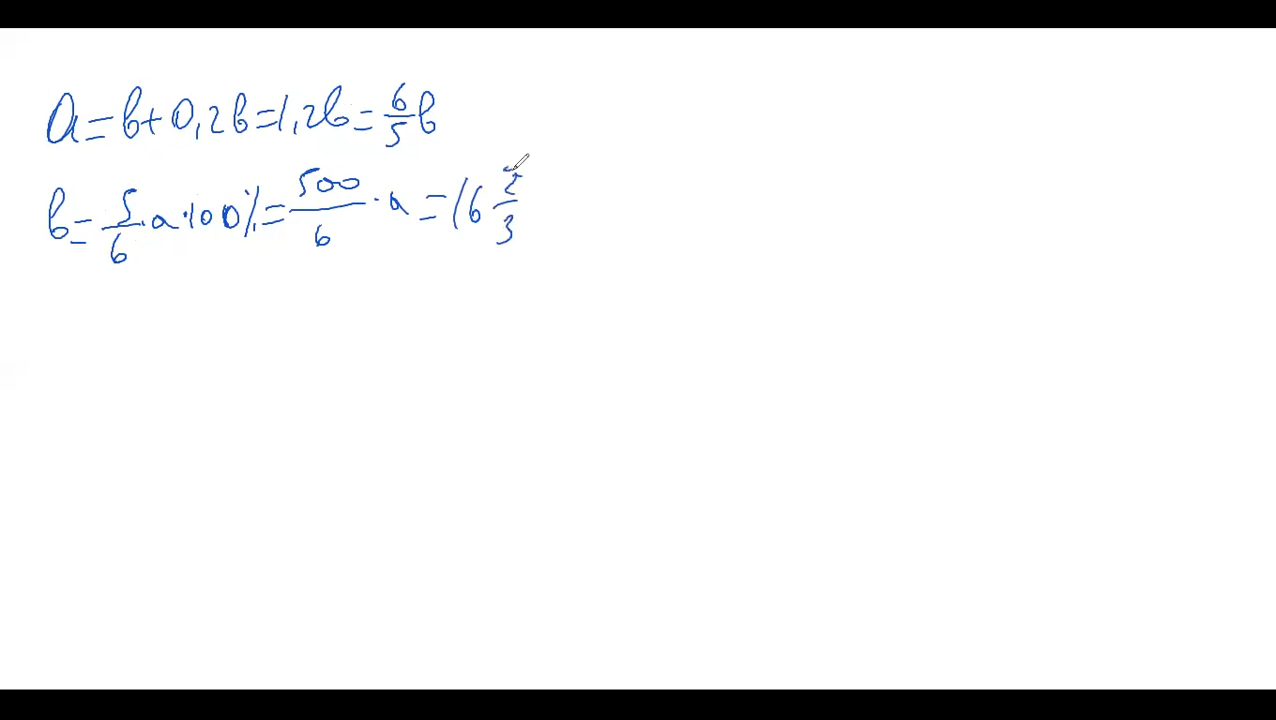 a = b + 0,2b = 1,2b = 6/5 b
b = 5/6 · a · 100% = 500/6 · a = 16 2/3